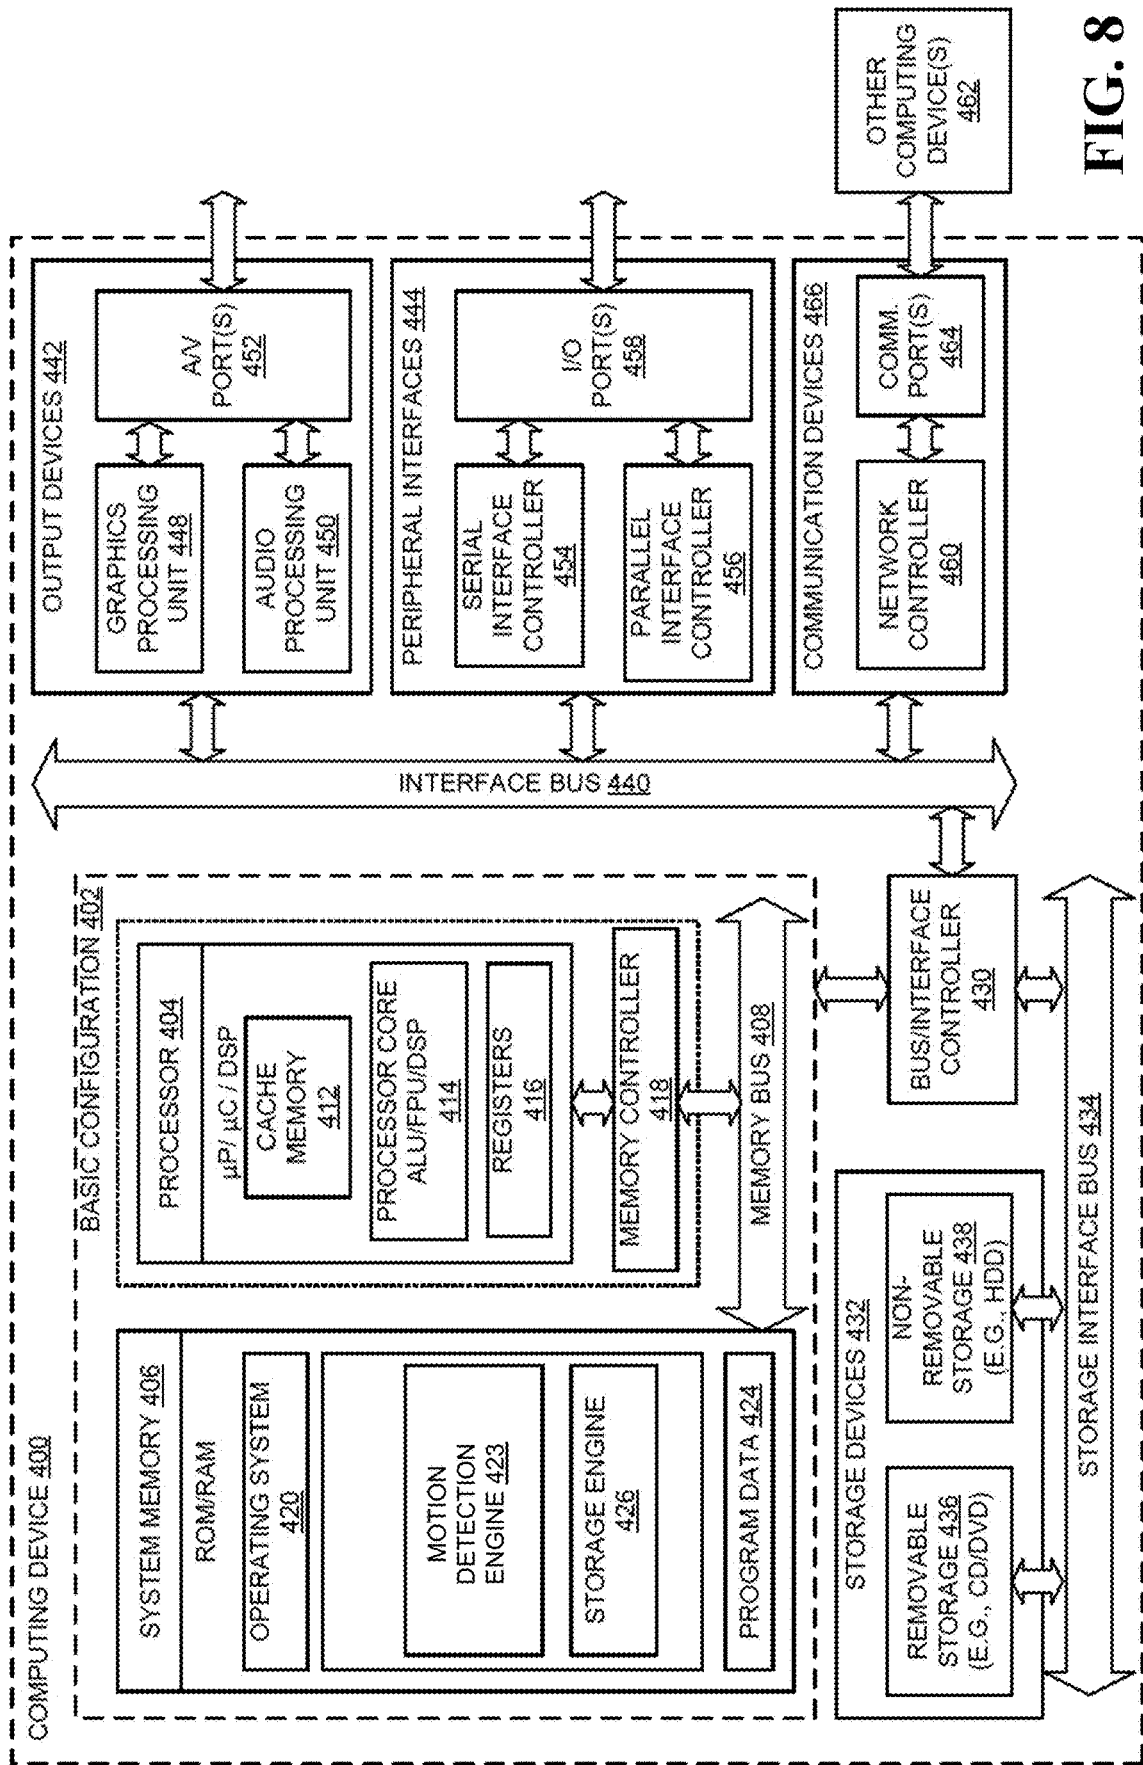 COMPUTING DEVICE 400
BASIC CONFIGURATION 402
SYSTEM MEMORY 406
ROM/RAM
OPERATING SYSTEM
420
MOTION
DETECTION
ENGINE 423
STORAGE ENGINE
426
PROGRAM DATA 424
PROCESSOR 404
µP/ µC / DSP
CACHE
MEMORY
412
PROCESSOR CORE
ALU/FPU/DSP
414
REGISTERS
416
MEMORY CONTROLLER
418
MEMORY BUS 408
STORAGE DEVICES 432
REMOVABLE
STORAGE 436
(E.G., CD/DVD)
NON-
REMOVABLE
STORAGE 438
(E.G., HDD)
BUS/INTERFACE
CONTROLLER
430
STORAGE INTERFACE BUS 434
INTERFACE BUS 440
OUTPUT DEVICES 442
GRAPHICS
PROCESSING
UNIT 448
AUDIO
PROCESSING
UNIT 450
A/V
PORT(S)
452
PERIPHERAL INTERFACES 444
SERIAL
INTERFACE
CONTROLLER
454
PARALLEL
INTERFACE
CONTROLLER
456
I/O
PORT(S)
458
COMMUNICATION DEVICES 466
NETWORK
CONTROLLER
460
COMM.
PORT(S)
464
OTHER
COMPUTING
DEVICE(S)
462
FIG. 8